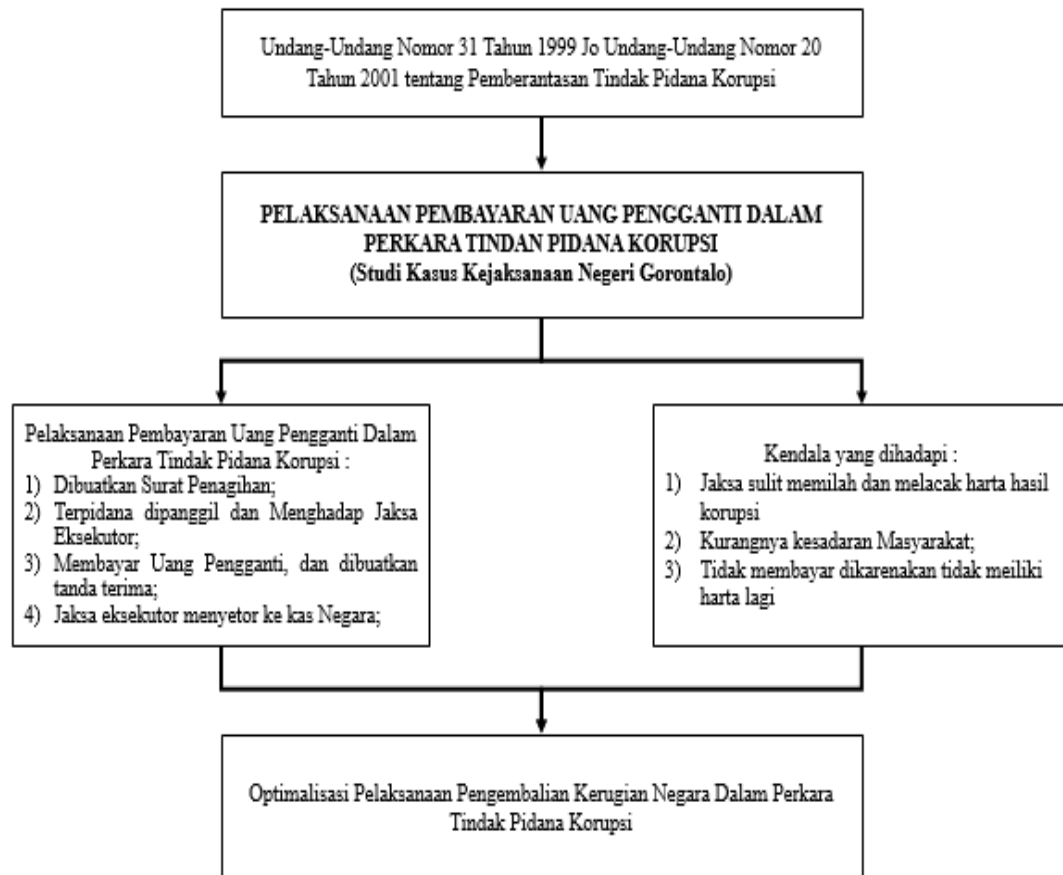 Undang-Undang Nomor 31 Tahun 1999 Jo Undang-Undang Nomor 20
Tahun 2001 tentang Pemberantasan Tindak Pidana Korupsi
PELAKSANAAN PEMBAYARAN UANG PENGGANTI DALAM
PERKARA TINDAN PIDANA KORUPSI
(Studi Kasus Kejaksanaan Negeri Gorontalo)
Pelaksanaan Pembayaran Uang Pengganti Dalam
Perkara Tindak Pidana Korupsi :
1) Dibuatkan Surat Penagihan;
2) Terpidana dipanggil dan Menghadap Jaksa
Eksekutor;
3) Membayar Uang Pengganti, dan dibuatkan
tanda terima;
4) Jaksa eksekutor menyetor ke kas Negara;
Kendala yang dihadapi :
1) Jaksa sulit memilah dan melacak harta hasil
korupsi
2) Kurangnya kesadaran Masyarakat;
3) Tidak membayar dikarenakan tidak meiliki
harta lagi
Optimalisasi Pelaksanaan Pengembalian Kerugian Negara Dalam Perkara
Tindak Pidana Korupsi